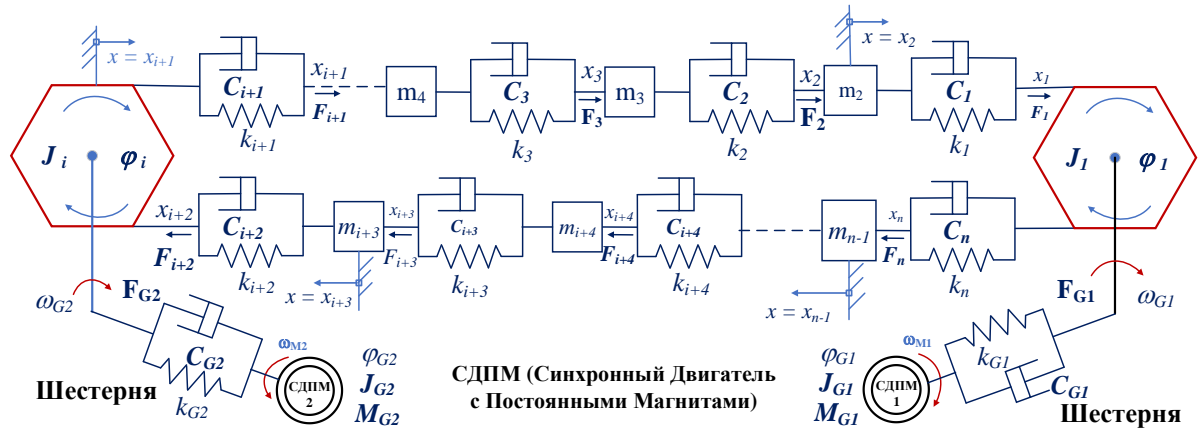 x = x_{i+1}
x_{i+1}
C_{i+1}
F_{i+1}
k_{i+1}
m_4
C_3
k_3
x_3
F_3
m_3
C_2
k_2
x_2
F_2
x = x_2
m_2
C_1
k_1
x_1
F_1
J_i φ_i
J_1 φ_1
x_{i+2}
F_{i+2}
C_{i+2}
k_{i+2}
m_{i+3}
x = x_{i+3}
x_{i+3}
F_{i+3}
C_{i+3}
k_{i+3}
m_{i+4}
x_{i+4}
F_{i+4}
C_{i+4}
k_{i+4}
m_{n-1}
x = x_{n-1}
x_n
F_n
C_n
k_n
ω_{G2}
F_{G2}
C_{G2}
k_{G2}
ω_{M2}
СДПМ
2
φ_{G2}
J_{G2}
M_{G2}
Шестерня
СДПМ (Синхронный Двигатель
с Постоянными Магнитами)
φ_{G1}
J_{G1}
M_{G1}
ω_{M1}
СДПМ
1
k_{G1}
C_{G1}
F_{G1}
ω_{G1}
Шестерня